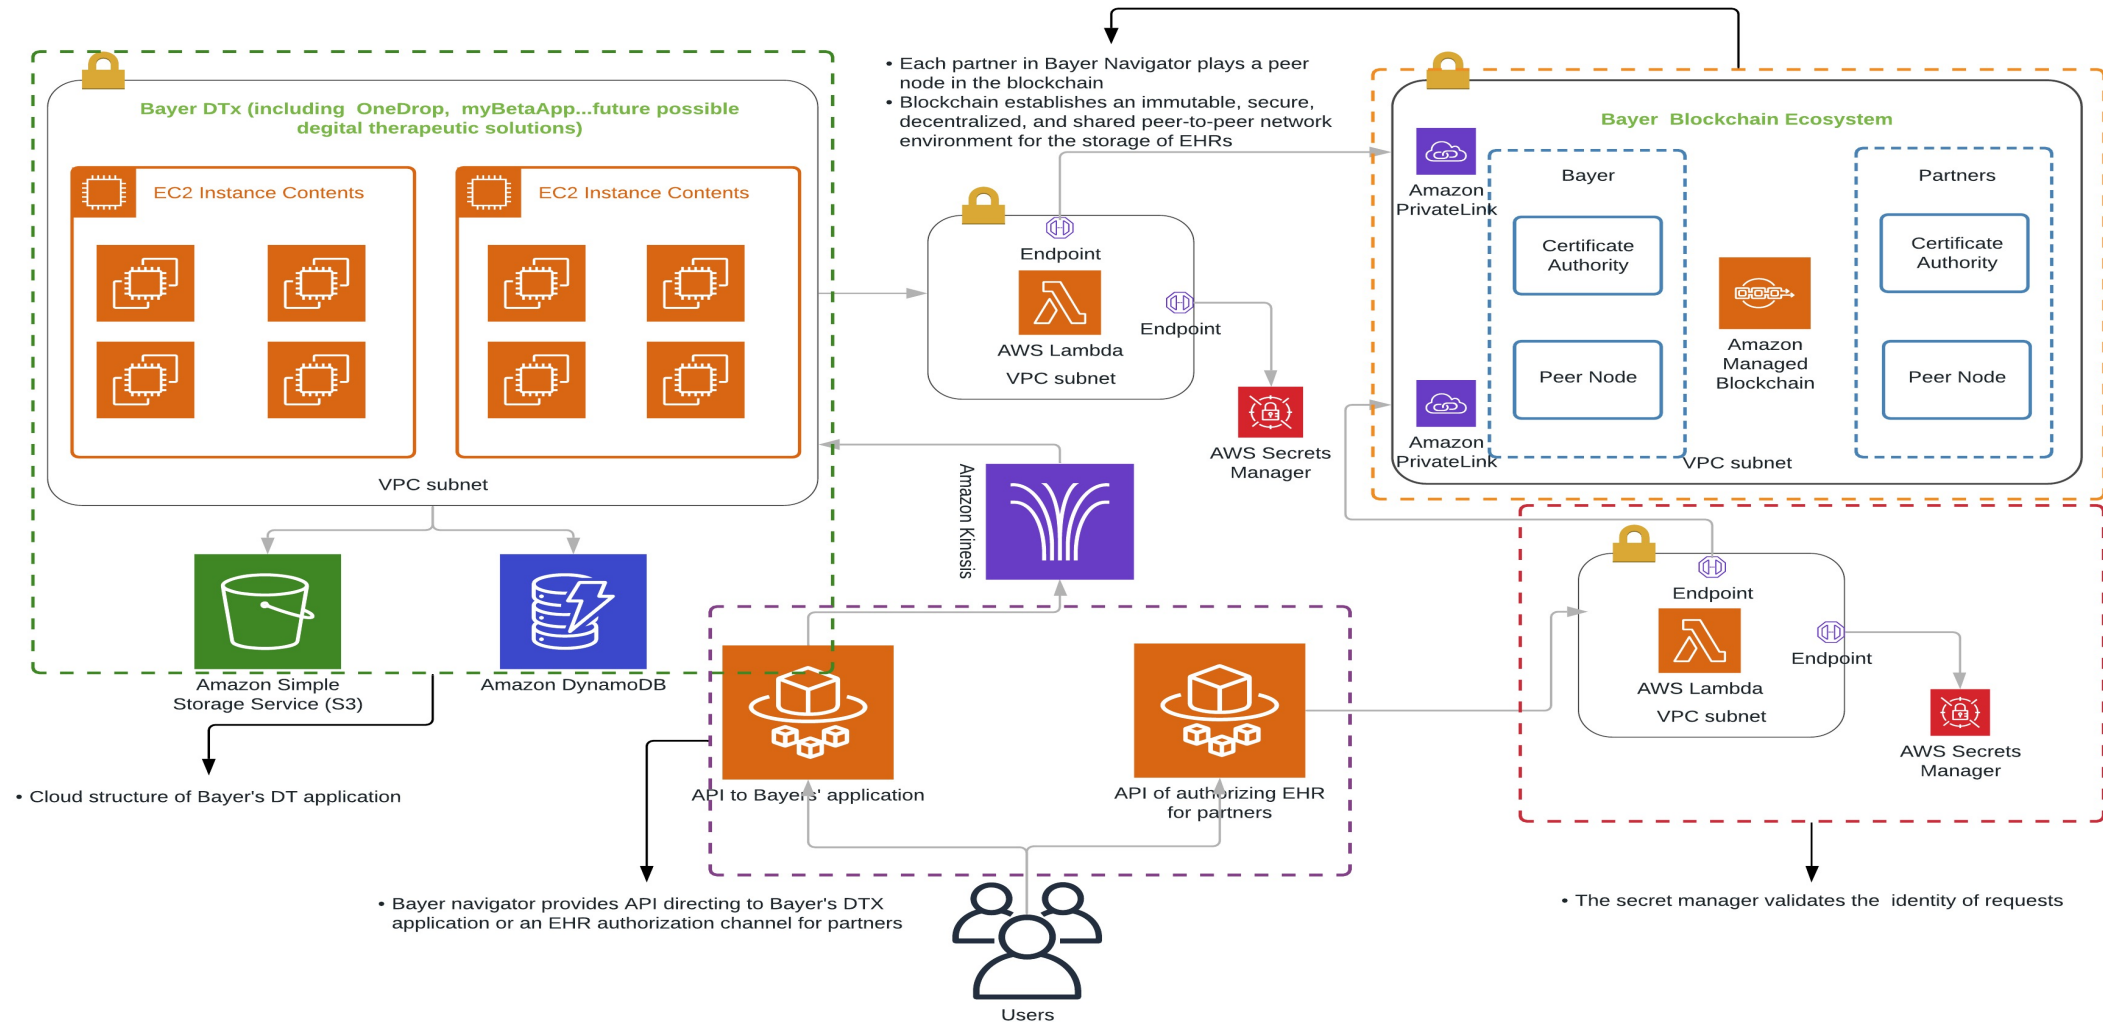 • Each partner in Bayer Navigator plays a peer
node in the blockchain
• Blockchain establishes an immutable, secure,
decentralized, and shared peer-to-peer network
environment for the storage of EHRs
Bayer DTx (including OneDrop, myBetaApp...future possible
degital therapeutic solutions)
EC2 Instance Contents
EC2 Instance Contents
VPC subnet
Amazon Simple
Storage Service (S3)
Amazon DynamoDB
• Cloud structure of Bayer's DT application
Endpoint
Endpoint
AWS Lambda
VPC subnet
AWS Secrets
Manager
Amazon Kinesis
Bayer Blockchain Ecosystem
Amazon
PrivateLink
Amazon
PrivateLink
Bayer
Certificate
Authority
Peer Node
Amazon
Managed
Blockchain
VPC subnet
Partners
Certificate
Authority
Peer Node
API to Bayers' application
API of authorizing EHR
for partners
• Bayer navigator provides API directing to Bayer's DTX
application or an EHR authorization channel for partners
Users
Endpoint
Endpoint
AWS Lambda
VPC subnet
AWS Secrets
Manager
• The secret manager validates the identity of requests